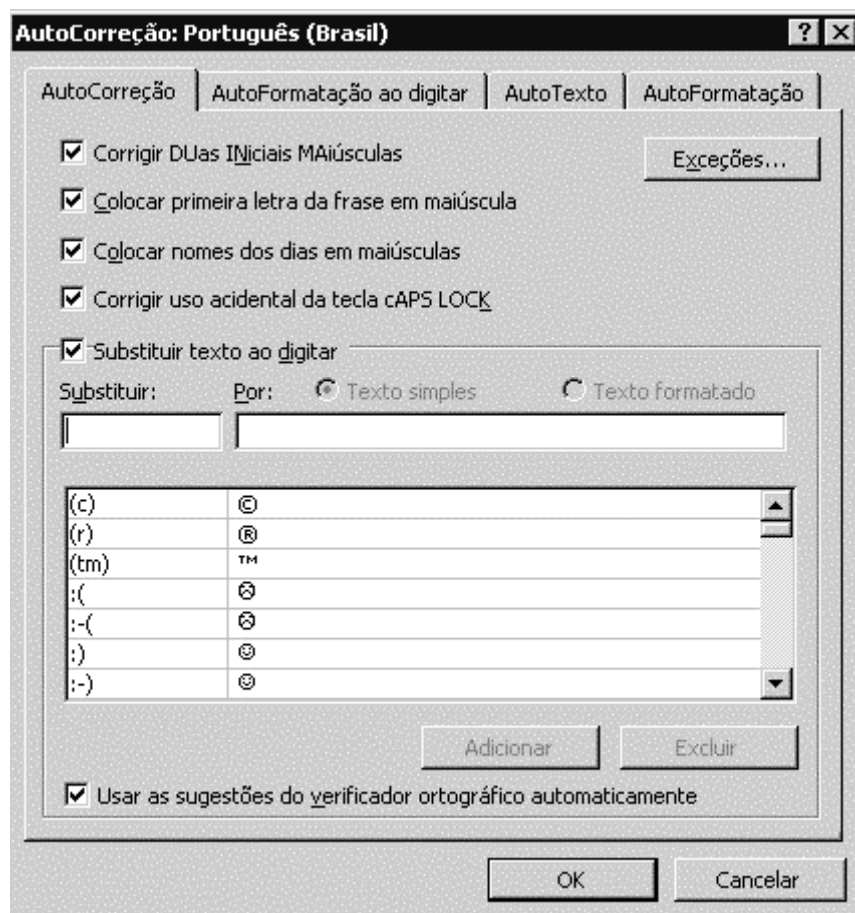 AutoCorreção: Português (Brasil)
AutoCorreção AutoFormatação ao digitar AutoTexto AutoFormatação
Corrigir DUas INiciais MAiúsculas
Exceções...
Colocar primeira letra da frase em maiúscula
Colocar nomes dos dias em maiúsculas
Corrigir uso acidental da tecla cAPS LOCK
Substituir texto ao digitar
Substituir: Por: Texto simples Texto formatado
(c) ©
(r) ®
(tm) ™
:( ☹
:-( ☹
:) ☺
:-) ☺
Adicionar Excluir
Usar as sugestões do verificador ortográfico automaticamente
OK Cancelar